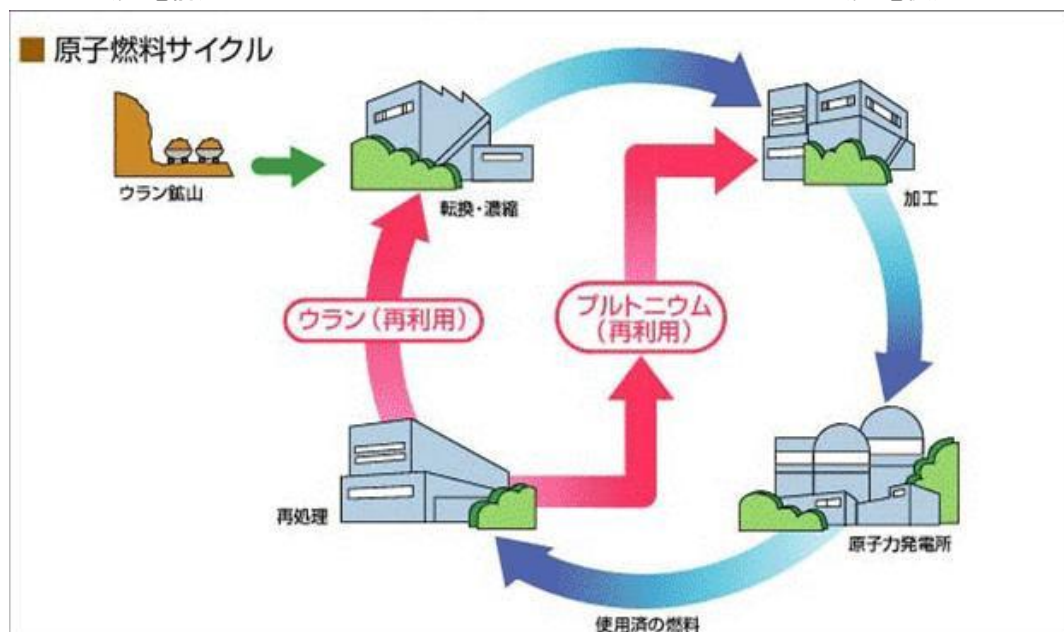 原子燃料サイクル
ウラン鉱山
転換・濃縮
加工
ウラン（再利用）
プルトニウム
（再利用）
再処理
原子力発電所
使用済の燃料